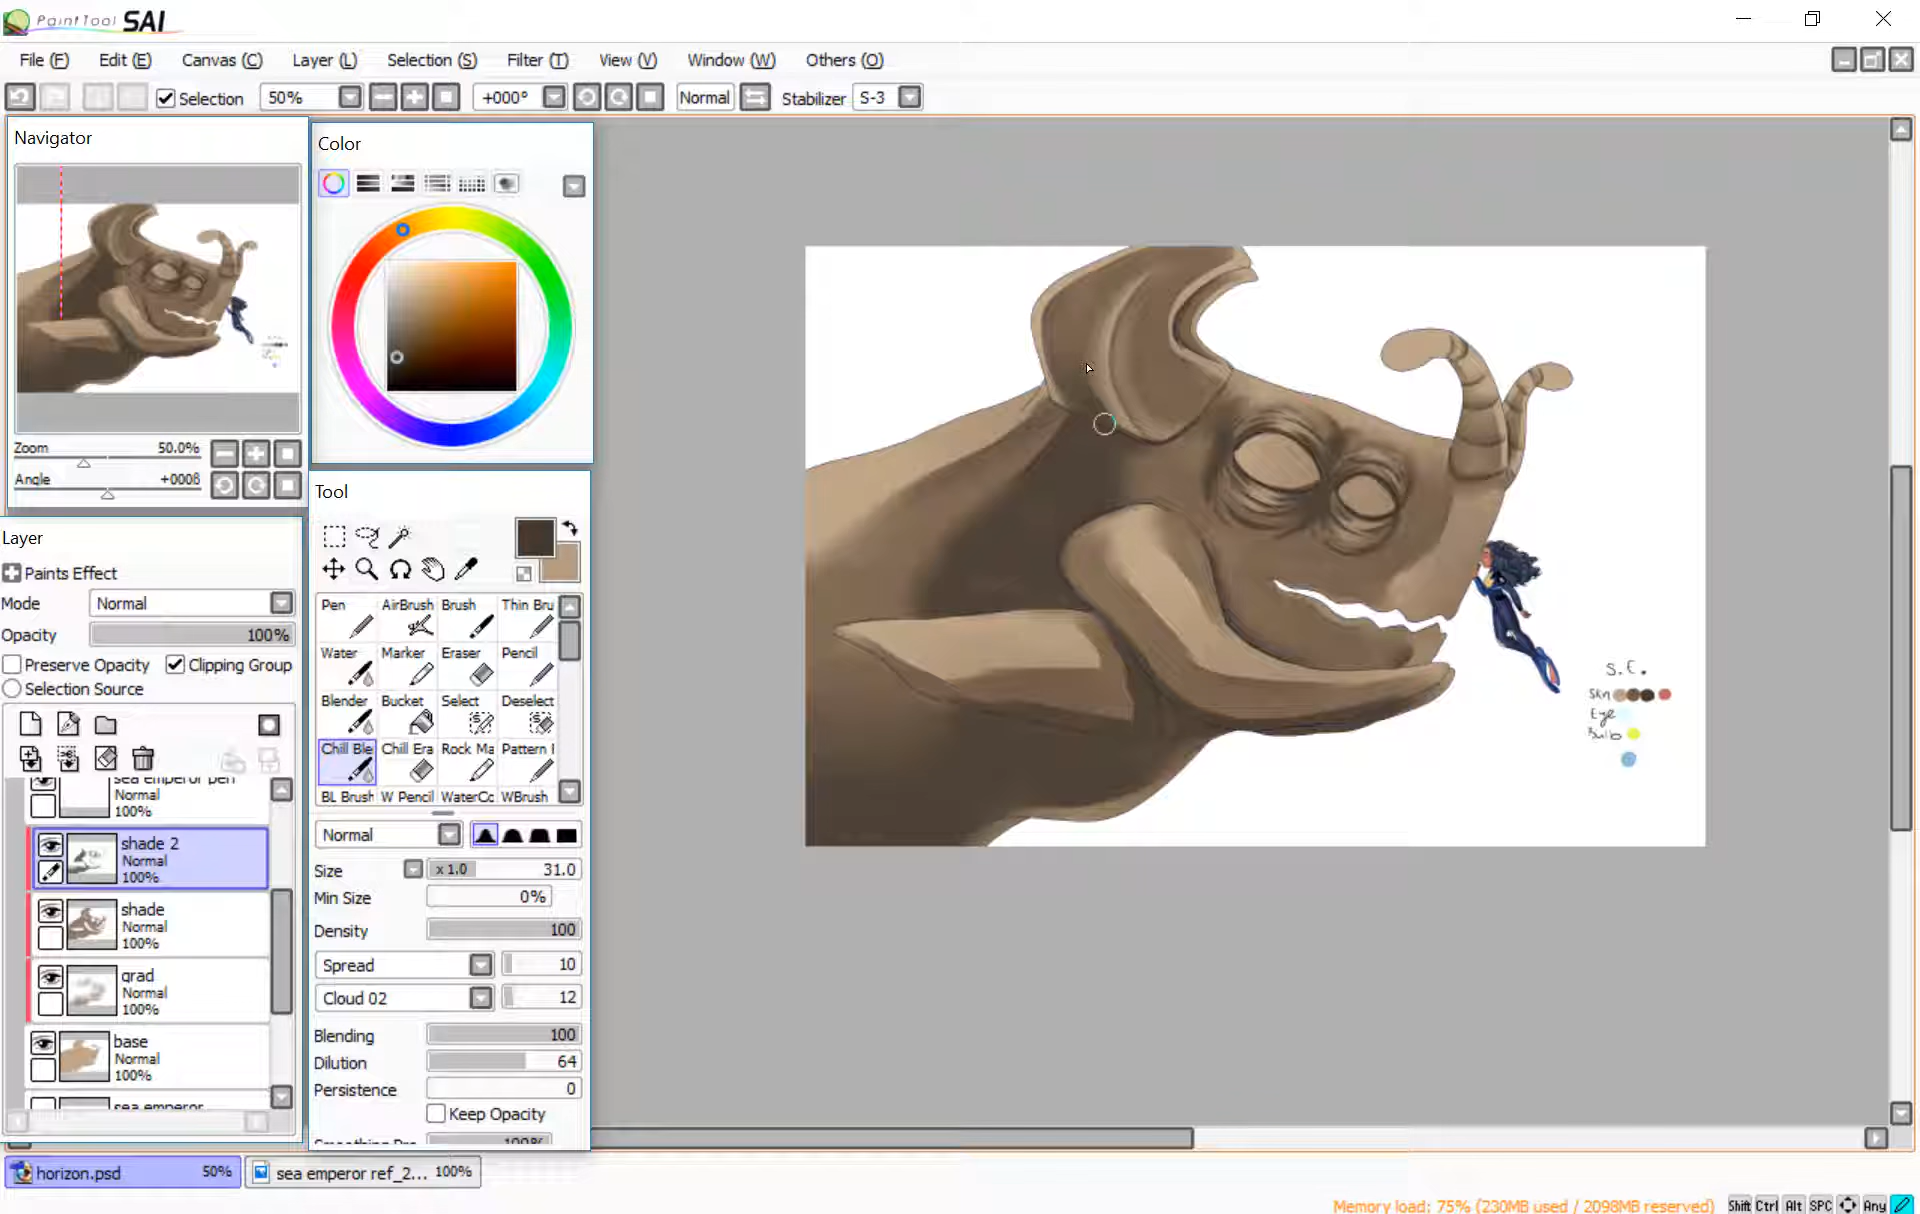 PaintTool SAI
File (F) Edit (E) Canvas (C) Layer (L) Selection (S) Filter (T) View (V) Window (W) Others (O)
Selection 50% +000° Normal Stabilizer S-3
Navigator
Zoom 50.0%
Angle
Layer
Paints Effect
Mode Normal
Opacity 100%
Preserve Opacity Clipping Group
Selection Source
sea emperor pen
Normal
100%
shade 2
Normal
100%
shade
Normal
100%
grad
Normal
100%
base
Normal
100%
sea emperor
Color
Tool
Pen AirBrush Brush Thin Bru
Water Marker Eraser Pencil
Blender Bucket Select Deselect
Chill Ble Chill Era Rock Ma Pattern
BL Brush W Pencil WaterCc WBrush
Normal
Size x 1.0 31.0
Min Size 0%
Density 100
Spread 10
Cloud 02 12
Blending 100
Dilution 64
Persistence 0
Keep Opacity
100%
S.E.
Skn
Eye
Bulb
horizon.psd 50% sea emperor ref_2... 100%
Memory load: 75% (230MB used / 2098MB reserved) Shift Ctrl Alt SPC Any